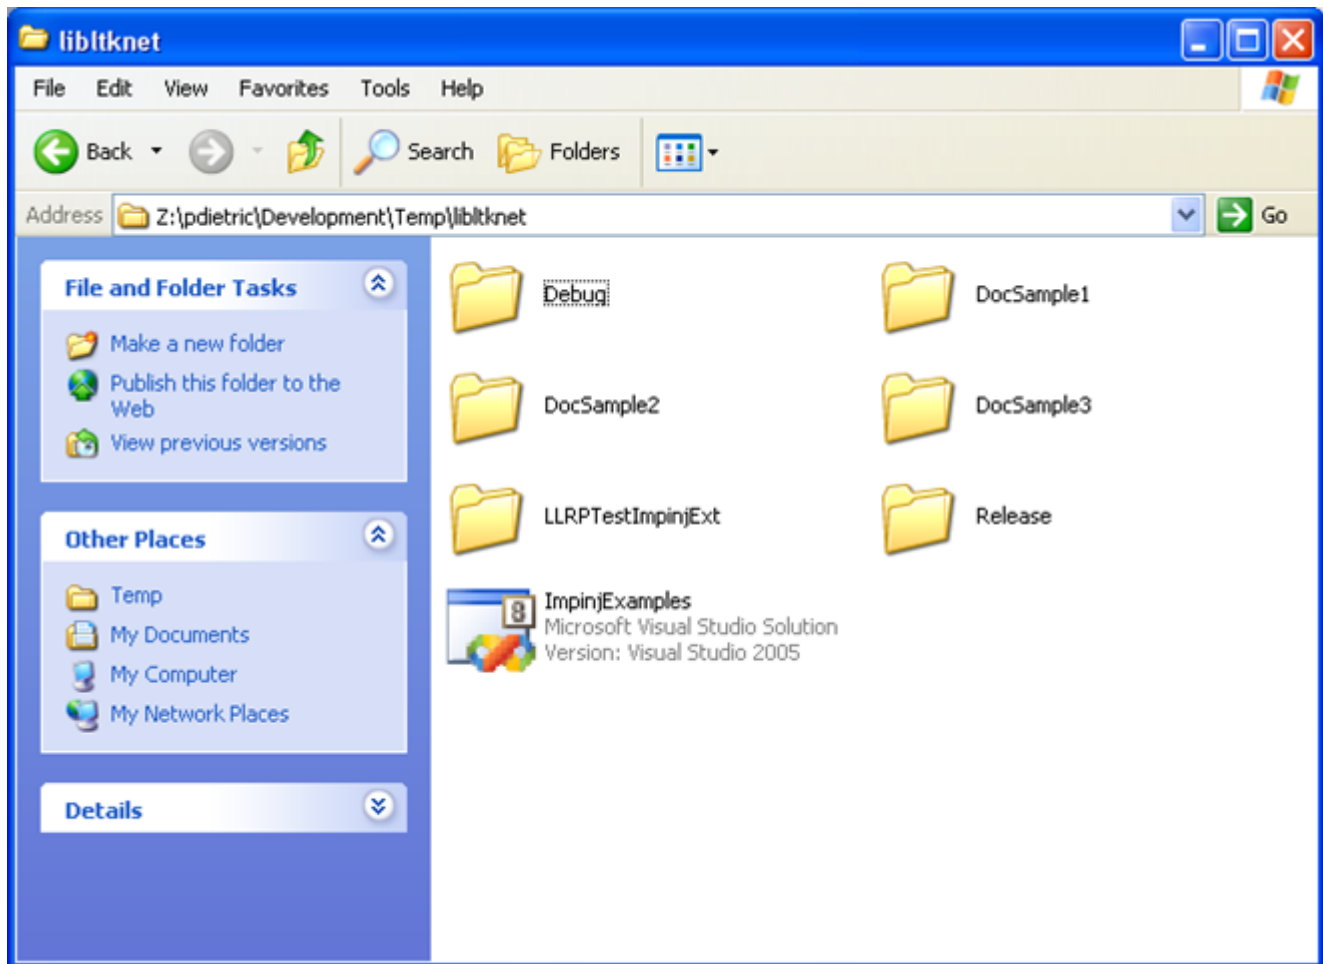 libltknet
File Edit View Favorites Tools Help
Back Search Folders
Address Z:\pdietric\Development\Temp\libltknet Go
File and Folder Tasks
Make a new folder
Publish this folder to the
Web
View previous versions
Other Places
Temp
My Documents
My Computer
My Network Places
Details
Debug DocSample1
DocSample2 DocSample3
LLRPTestImpinjExt Release
8 ImpinjExamples
Microsoft Visual Studio Solution
Version: Visual Studio 2005